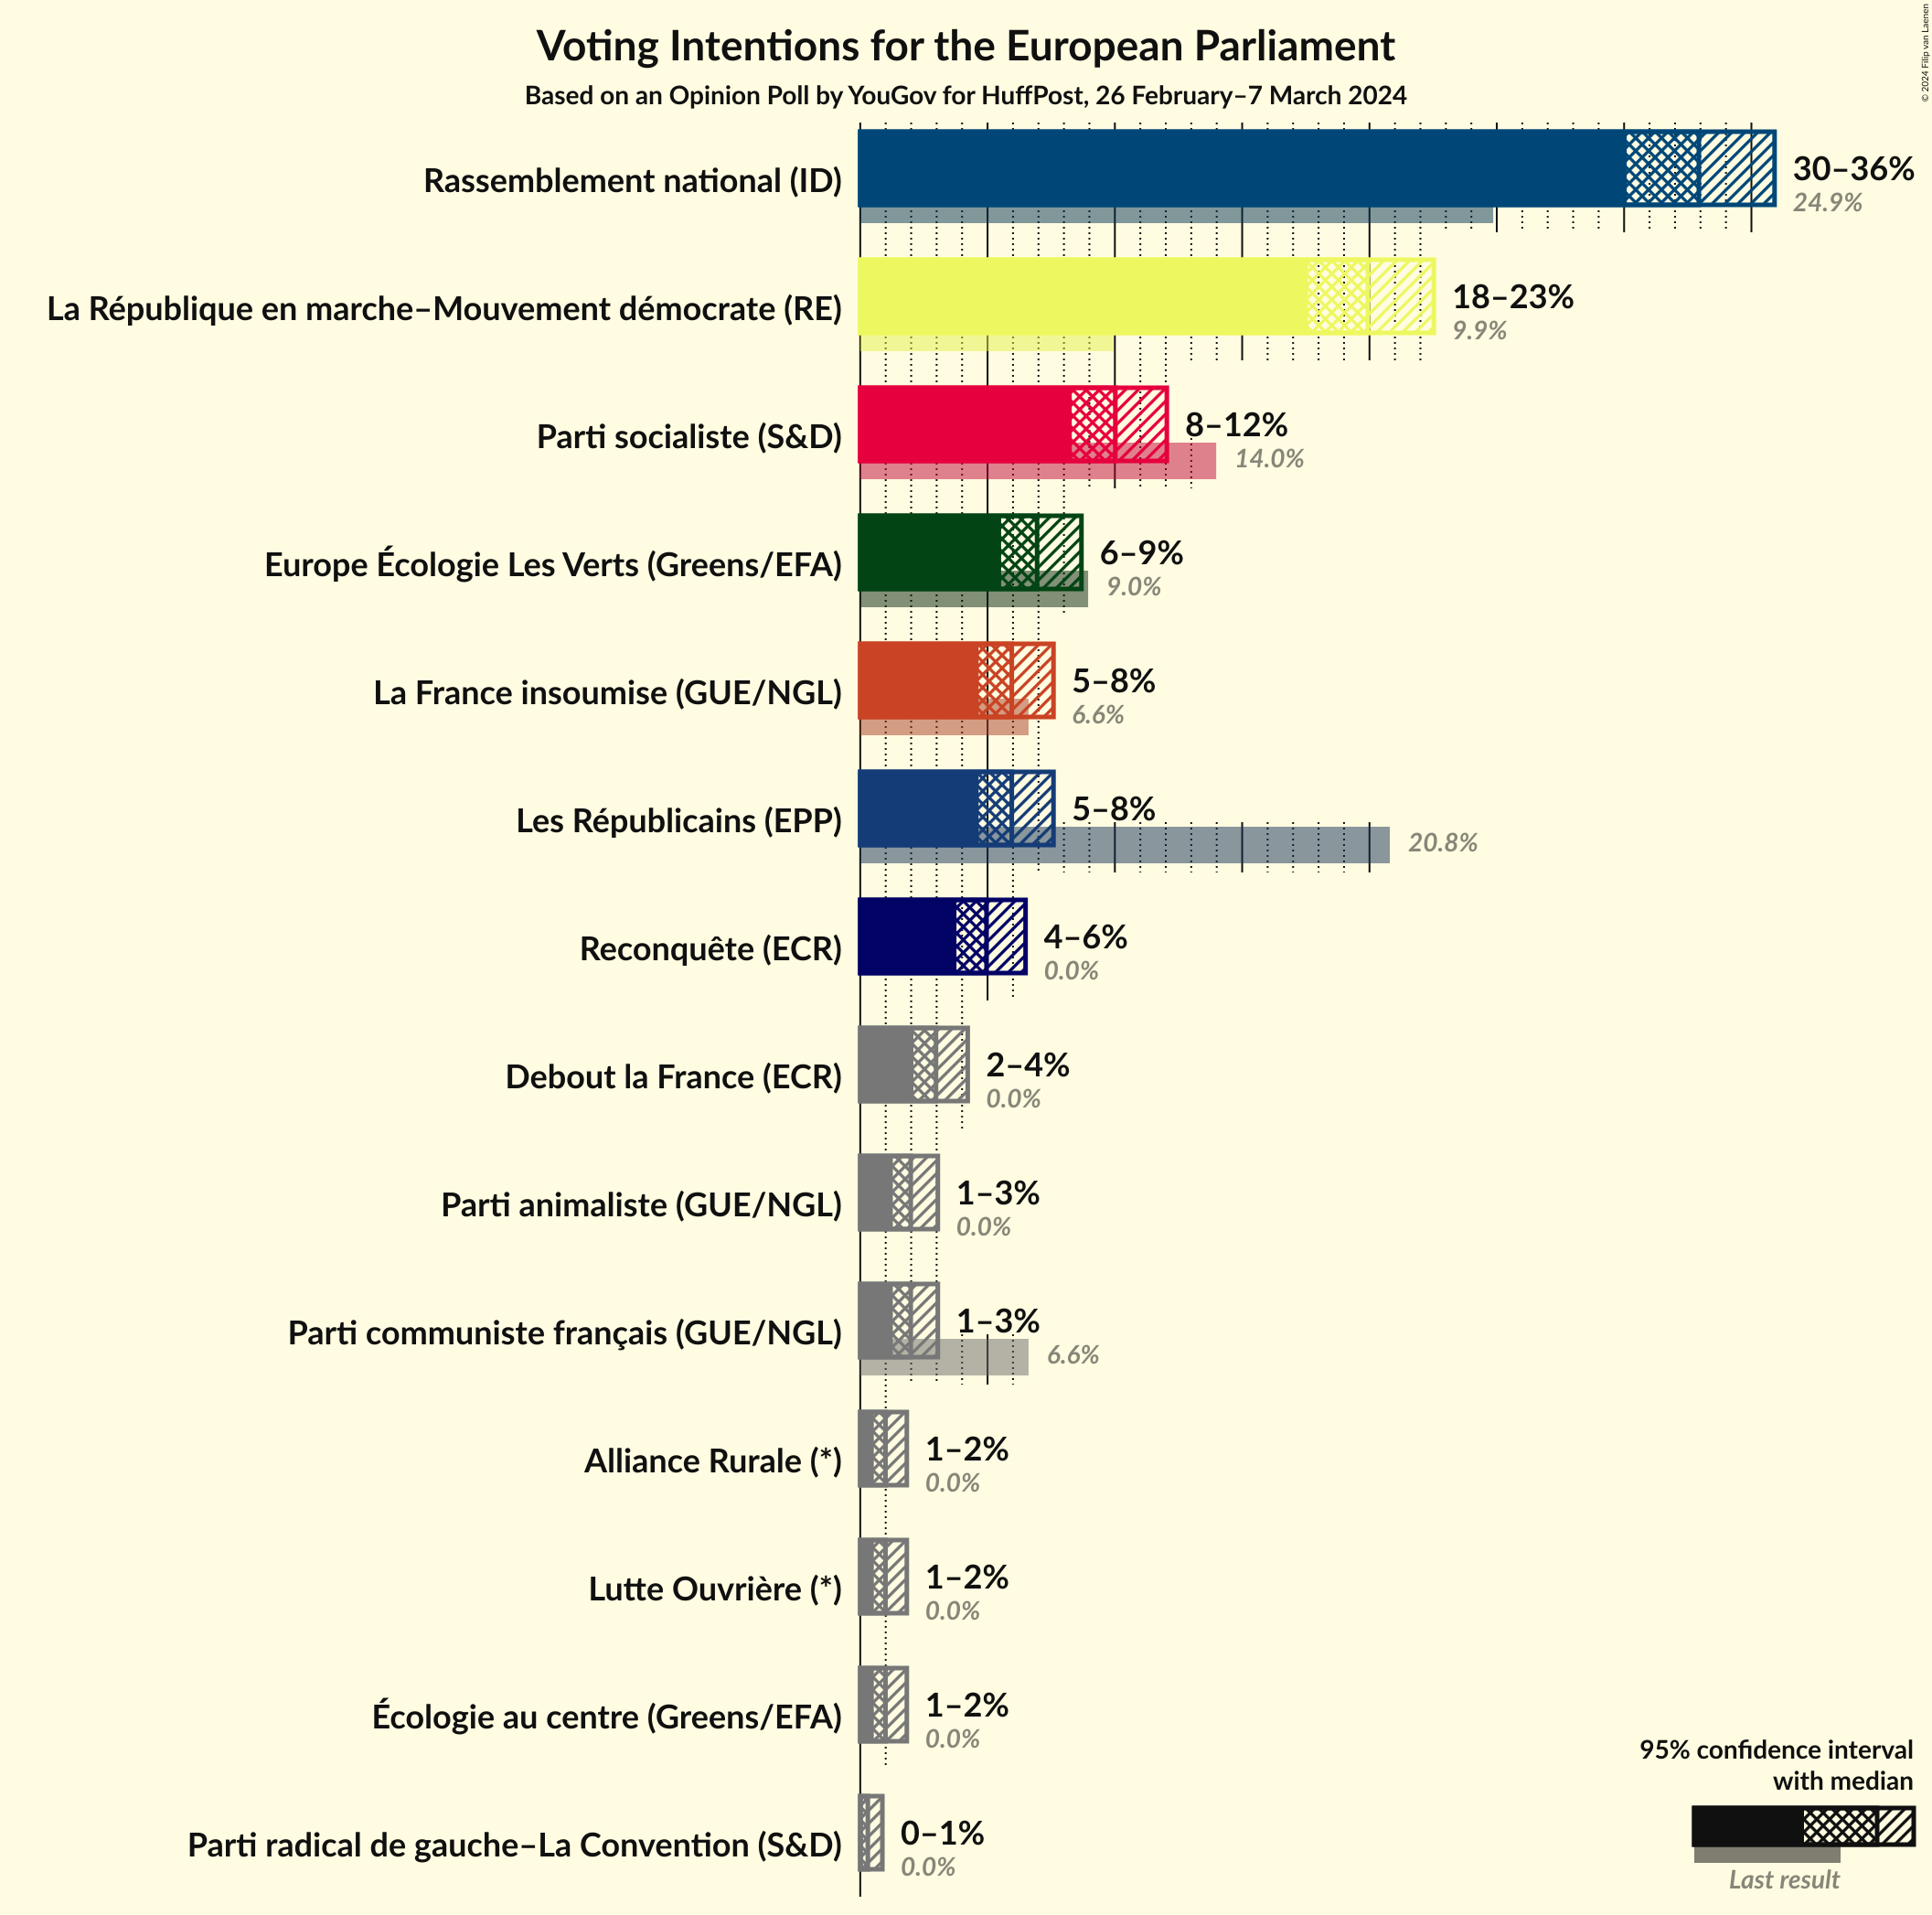 Voting Intentions for the European Parliament
Based on an Opinion Poll by YouGov for HuffPost, 26 February–7 March 2024
© 2024 Filip van Laenen
Rassemblement national (ID)
30–36%
24.9%
La République en marche–Mouvement démocrate (RE)
18–23%
9.9%
Parti socialiste (S&D)
8–12%
14.0%
Europe Écologie Les Verts (Greens/EFA)
6–9%
9.0%
La France insoumise (GUE/NGL)
5–8%
6.6%
Les Républicains (EPP)
5–8%
20.8%
Reconquête (ECR)
4–6%
0.0%
Debout la France (ECR)
2–4%
0.0%
Parti animaliste (GUE/NGL)
1–3%
0.0%
Parti communiste français (GUE/NGL)
1–3%
6.6%
Alliance Rurale (*)
1–2%
0.0%
Lutte Ouvrière (*)
1–2%
0.0%
Écologie au centre (Greens/EFA)
1–2%
0.0%
Parti radical de gauche–La Convention (S&D)
0–1%
0.0%
95% confidence interval
with median
Last result